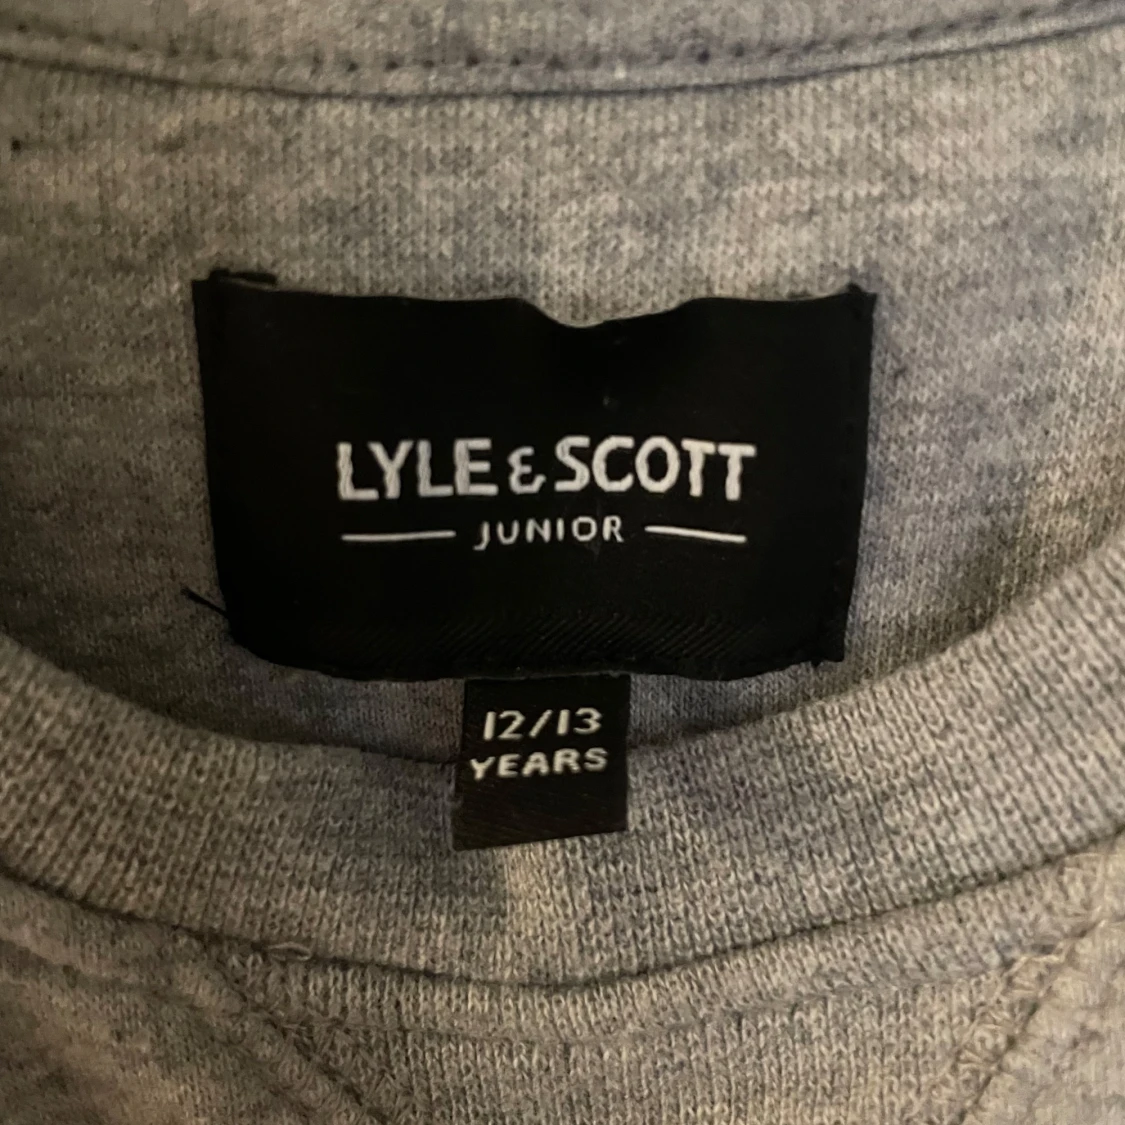 LYLE & SCOTT
JUNIOR
12/13
YEARS